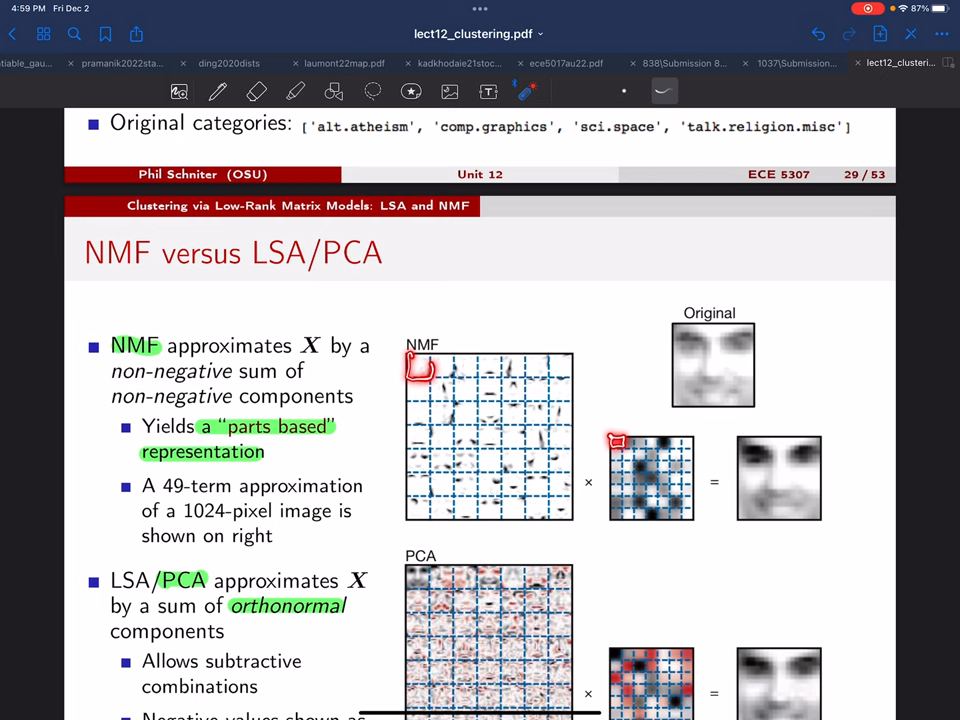 4:59 PM Fri Dec 2
87%
lect12_clustering.pdf
pramanik2022sta...
ding2020dists
laumont22map.pdf
kadkhodaie21stoc...
ece5017au22.pdf
838\Submission 8...
1037\Submission...
lect12_clusteri...
Original categories: ['alt.atheism', 'comp.graphics', 'sci.space', 'talk.religion.misc']
Phil Schniter (OSU) Unit 12 ECE 5307 29 / 53
Clustering via Low-Rank Matrix Models: LSA and NMF
NMF versus LSA/PCA
NMF approximates X by a
non-negative sum of
non-negative components
Yields a “parts based”
representation
A 49-term approximation
of a 1024-pixel image is
shown on right
LSA/PCA approximates X
by a sum of orthonormal
components
Allows subtractive
combinations
Negative values shown as
Original
NMF
× =
PCA
× =